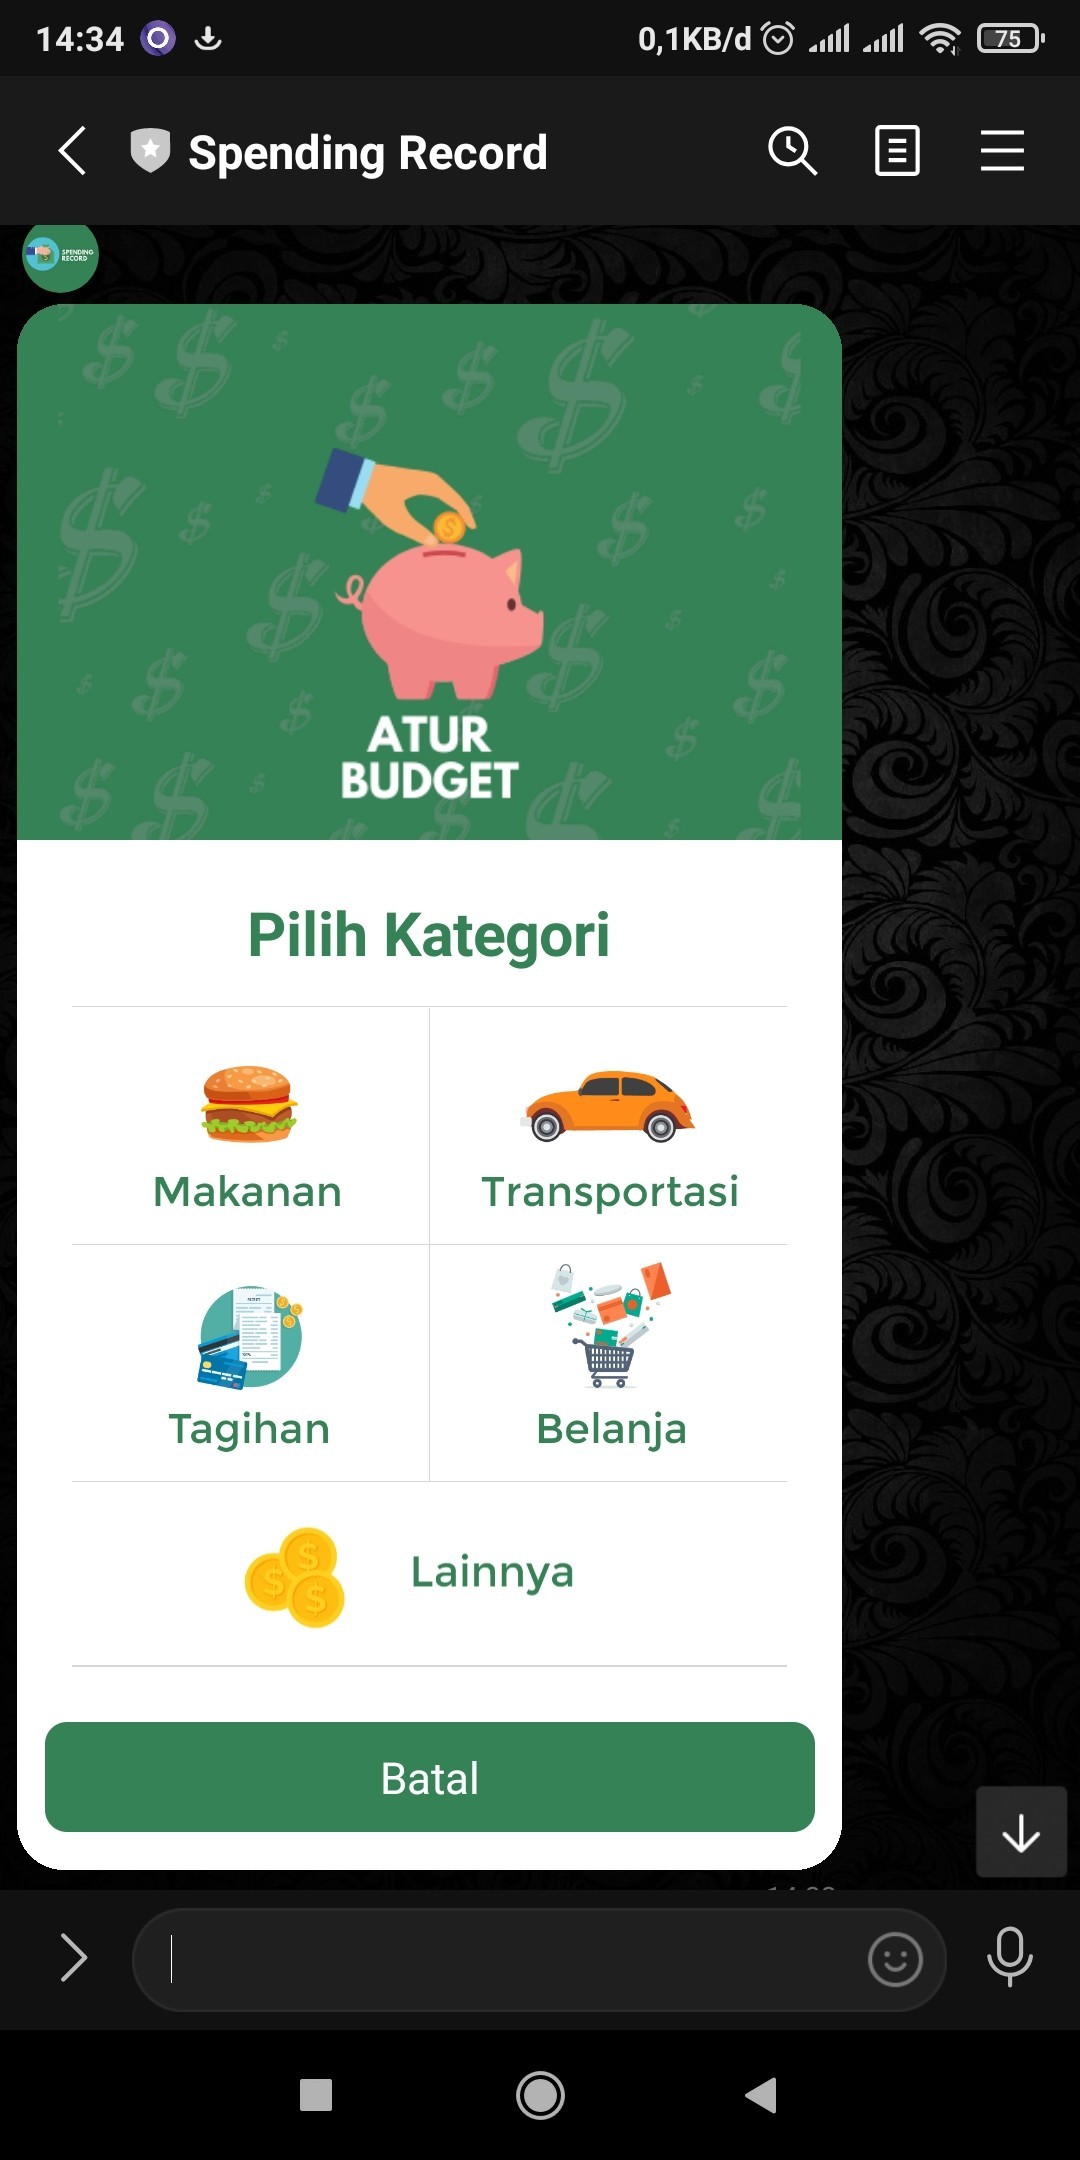 14:34
0,1KB/d
75
Spending Record
SPENDING
RECORD
ATUR
BUDGET
Pilih Kategori
Makanan
Transportasi
Tagihan
Belanja
Lainnya
Batal